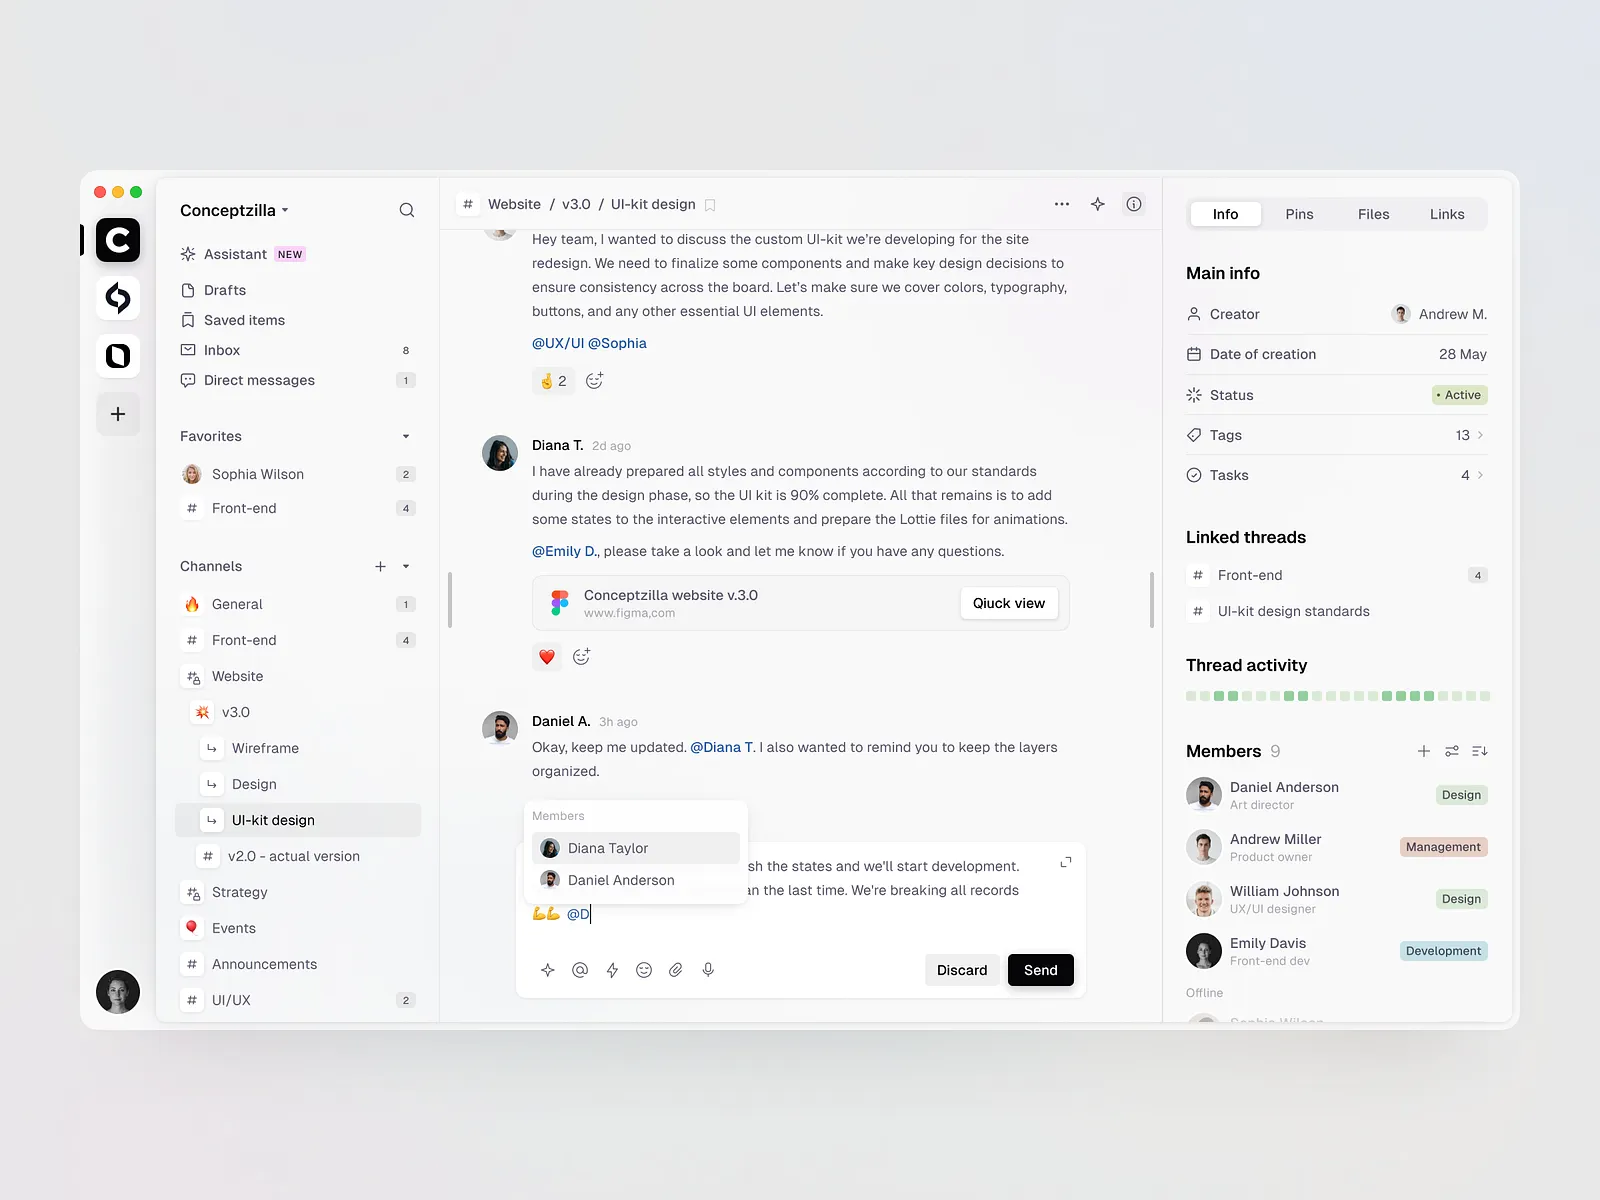 Conceptzilla
Assistant NEW
Drafts
Saved items
Inbox 8
Direct messages 1
Favorites
Sophia Wilson 2
# Front-end 4
Channels
General 1
# Front-end 4
Website
v3.0
Wireframe
Design
UI-kit design
# v2.0 - actual version
Strategy
Events
# Announcements
# UI/UX 2
# Website / v3.0 / UI-kit design
Hey team, I wanted to discuss the custom UI-kit we're developing for the site
redesign. We need to finalize some components and make key design decisions to
ensure consistency across the board. Let's make sure we cover colors, typography,
buttons, and any other essential UI elements.
@UX/UI @Sophia
🤞 2
Diana T. 2d ago
I have already prepared all styles and components according to our standards
during the design phase, so the UI kit is 90% complete. All that remains is to add
some states to the interactive elements and prepare the Lottie files for animations.
@Emily D., please take a look and let me know if you have any questions.
Conceptzilla website v.3.0
www.figma,com
Qiuck view
Daniel A. 3h ago
Okay, keep me updated. @Diana T. I also wanted to remind you to keep the layers
organized.
Members
Diana Taylor
Daniel Anderson
sh the states and we'll start development.
an the last time. We're breaking all records
💪💪 @D
Discard
Send
Info
Pins
Files
Links
Main info
Creator Andrew M.
Date of creation 28 May
Status • Active
Tags 13
Tasks 4
Linked threads
# Front-end 4
# UI-kit design standards
Thread activity
Members 9
Daniel Anderson
Art director
Design
Andrew Miller
Product owner
Management
William Johnson
UX/UI designer
Design
Emily Davis
Front-end dev
Development
Offline
Sophia Wilson